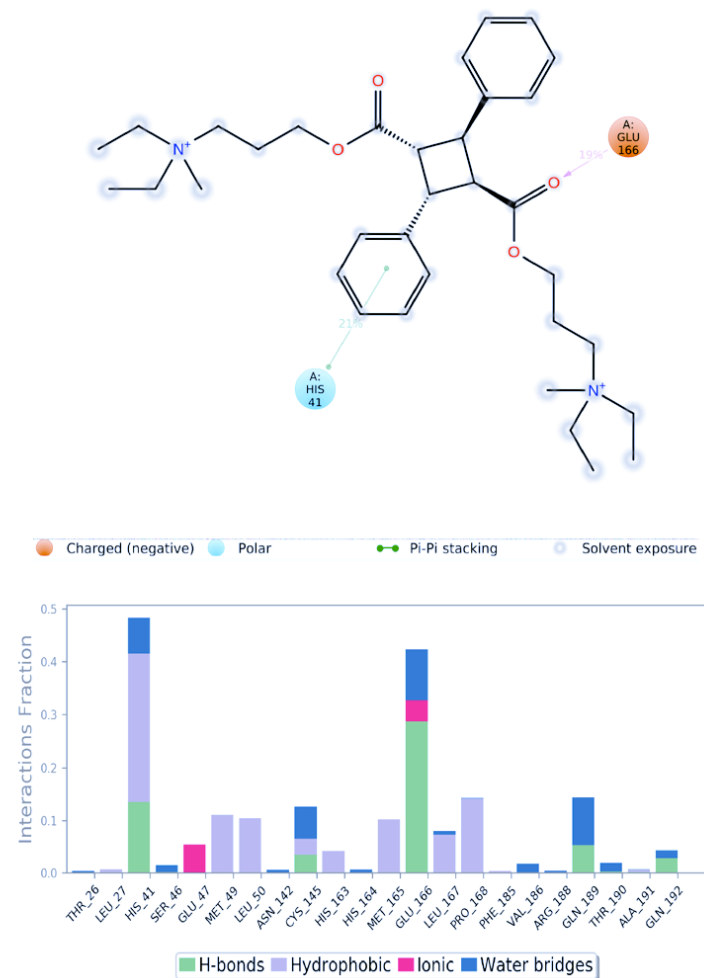 O
N+
O
A:
GLU
166
19%
O
O
21%
A:
HIS
41
N+
Charged (negative)
Polar
Pi-Pi stacking
Solvent exposure
Interactions Fraction
0.5
0.4
0.3
0.2
0.1
0.0
THR_26
LEU_27
HIS_41
SER_46
GLU_47
MET_49
LEU_50
ASN_142
CYS_145
HIS_163
HIS_164
MET_165
GLU_166
LEU_167
PRO_168
PHE_185
VAL_186
ARG_188
GLN_189
THR_190
ALA_191
GLN_192
H-bonds
Hydrophobic
Ionic
Water bridges